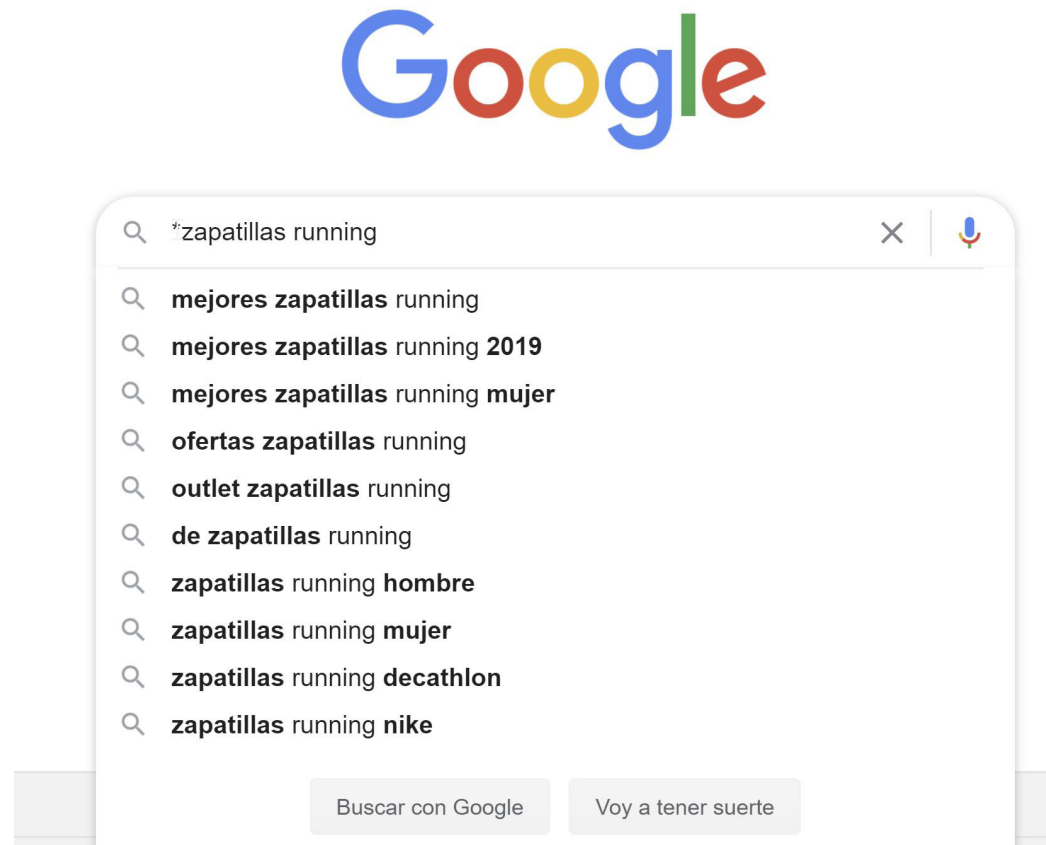 Google
*zapatillas running
mejores zapatillas running
mejores zapatillas running 2019
mejores zapatillas running mujer
ofertas zapatillas running
outlet zapatillas running
de zapatillas running
zapatillas running hombre
zapatillas running mujer
zapatillas running decathlon
zapatillas running nike
Buscar con Google
Voy a tener suerte